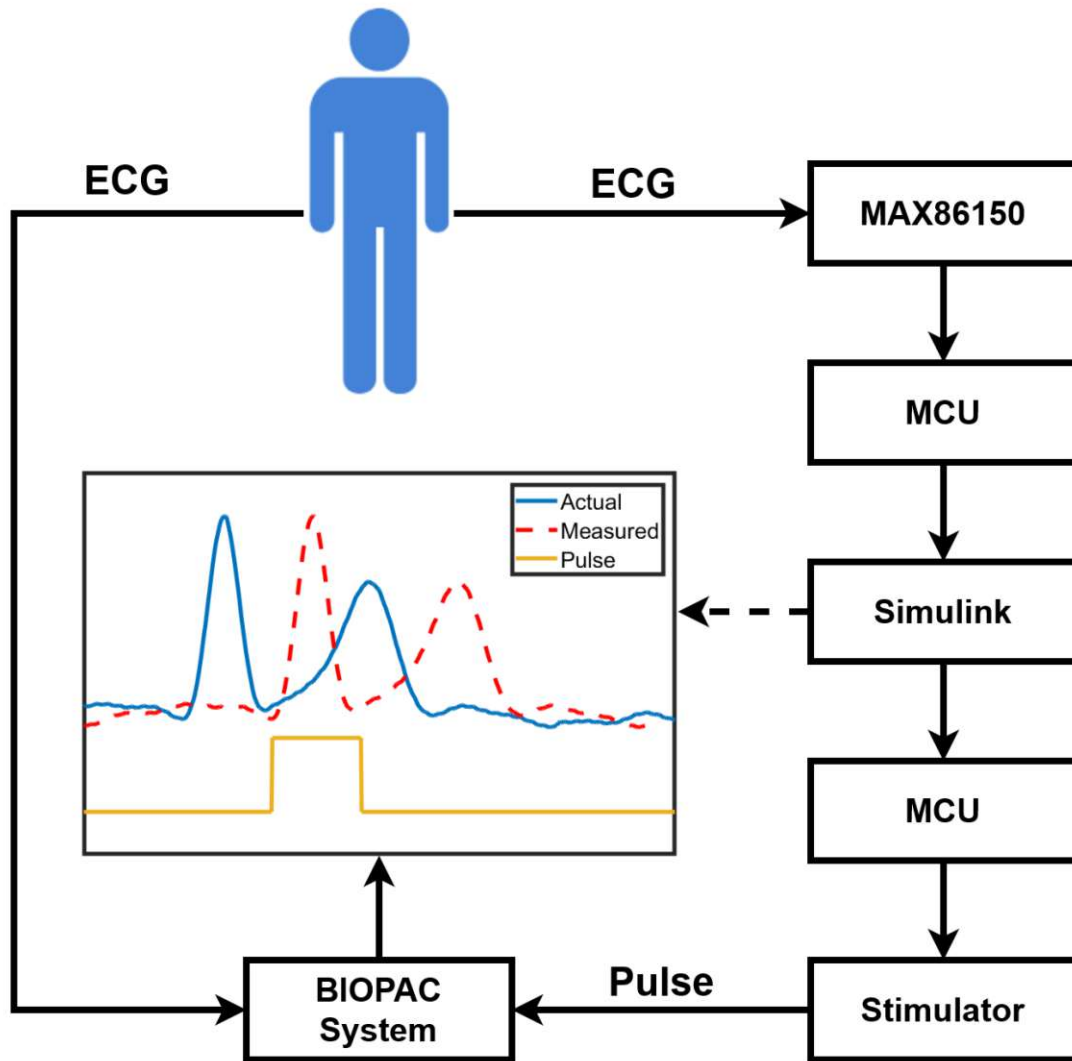 ECG
ECG
MAX86150
MCU
Actual
Measured
Pulse
Simulink
MCU
BIOPAC
System
Pulse
Stimulator